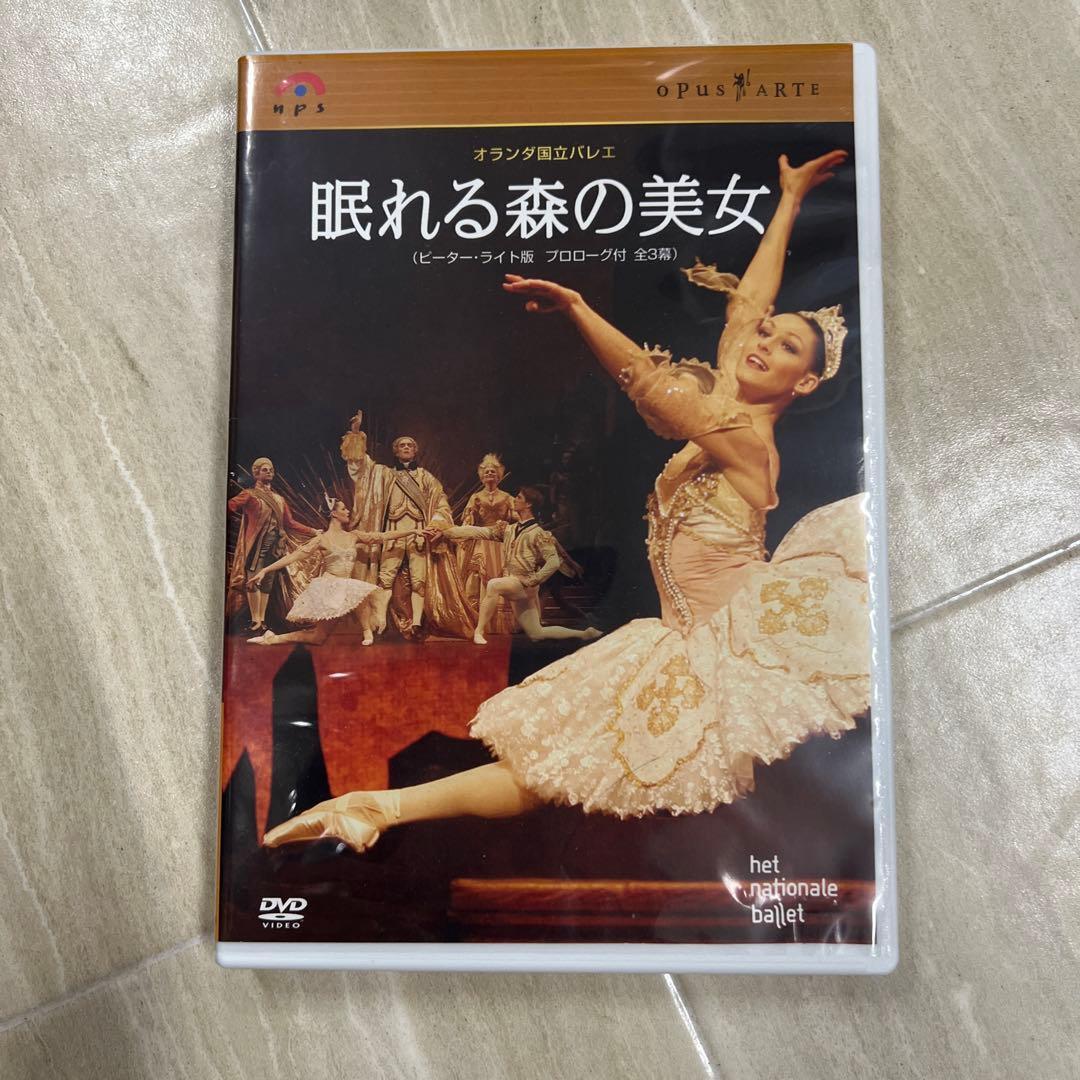 nps
OPUS ARTE
オランダ国立バレエ
眠れる森の美女
（ピーター・ライト版 プロローグ付 全3幕）
DVD
VIDEO
het
nationale
ballet